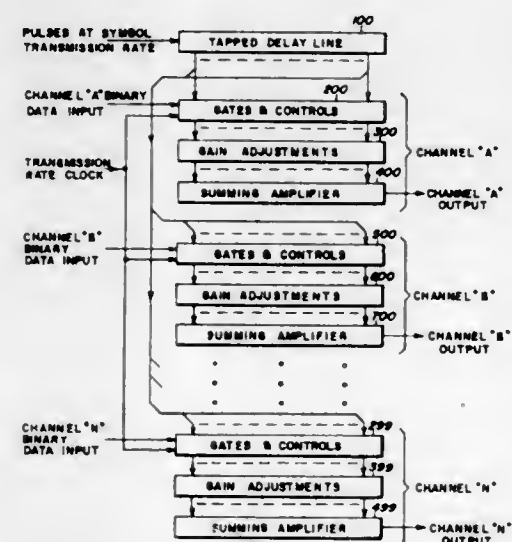 100
PULSES AT SYMBOL
TRANSMISSION RATE
TAPPED DELAY LINE
200
CHANNEL "A" BINARY
DATA INPUT
GATES & CONTROLS
300
GAIN ADJUSTMENTS
CHANNEL "A"
TRANSMISSION
RATE CLOCK
400
SUMMING AMPLIFIER
CHANNEL "A"
OUTPUT
500
CHANNEL "B"
BINARY
DATA INPUT
GATES & CONTROLS
600
GAIN ADJUSTMENTS
CHANNEL "B"
700
SUMMING AMPLIFIER
CHANNEL "B"
OUTPUT
299
CHANNEL "N"
BINARY
DATA INPUT
GATES & CONTROLS
399
GAIN ADJUSTMENTS
CHANNEL "N"
499
SUMMING AMPLIFIER
CHANNEL "N"
OUTPUT